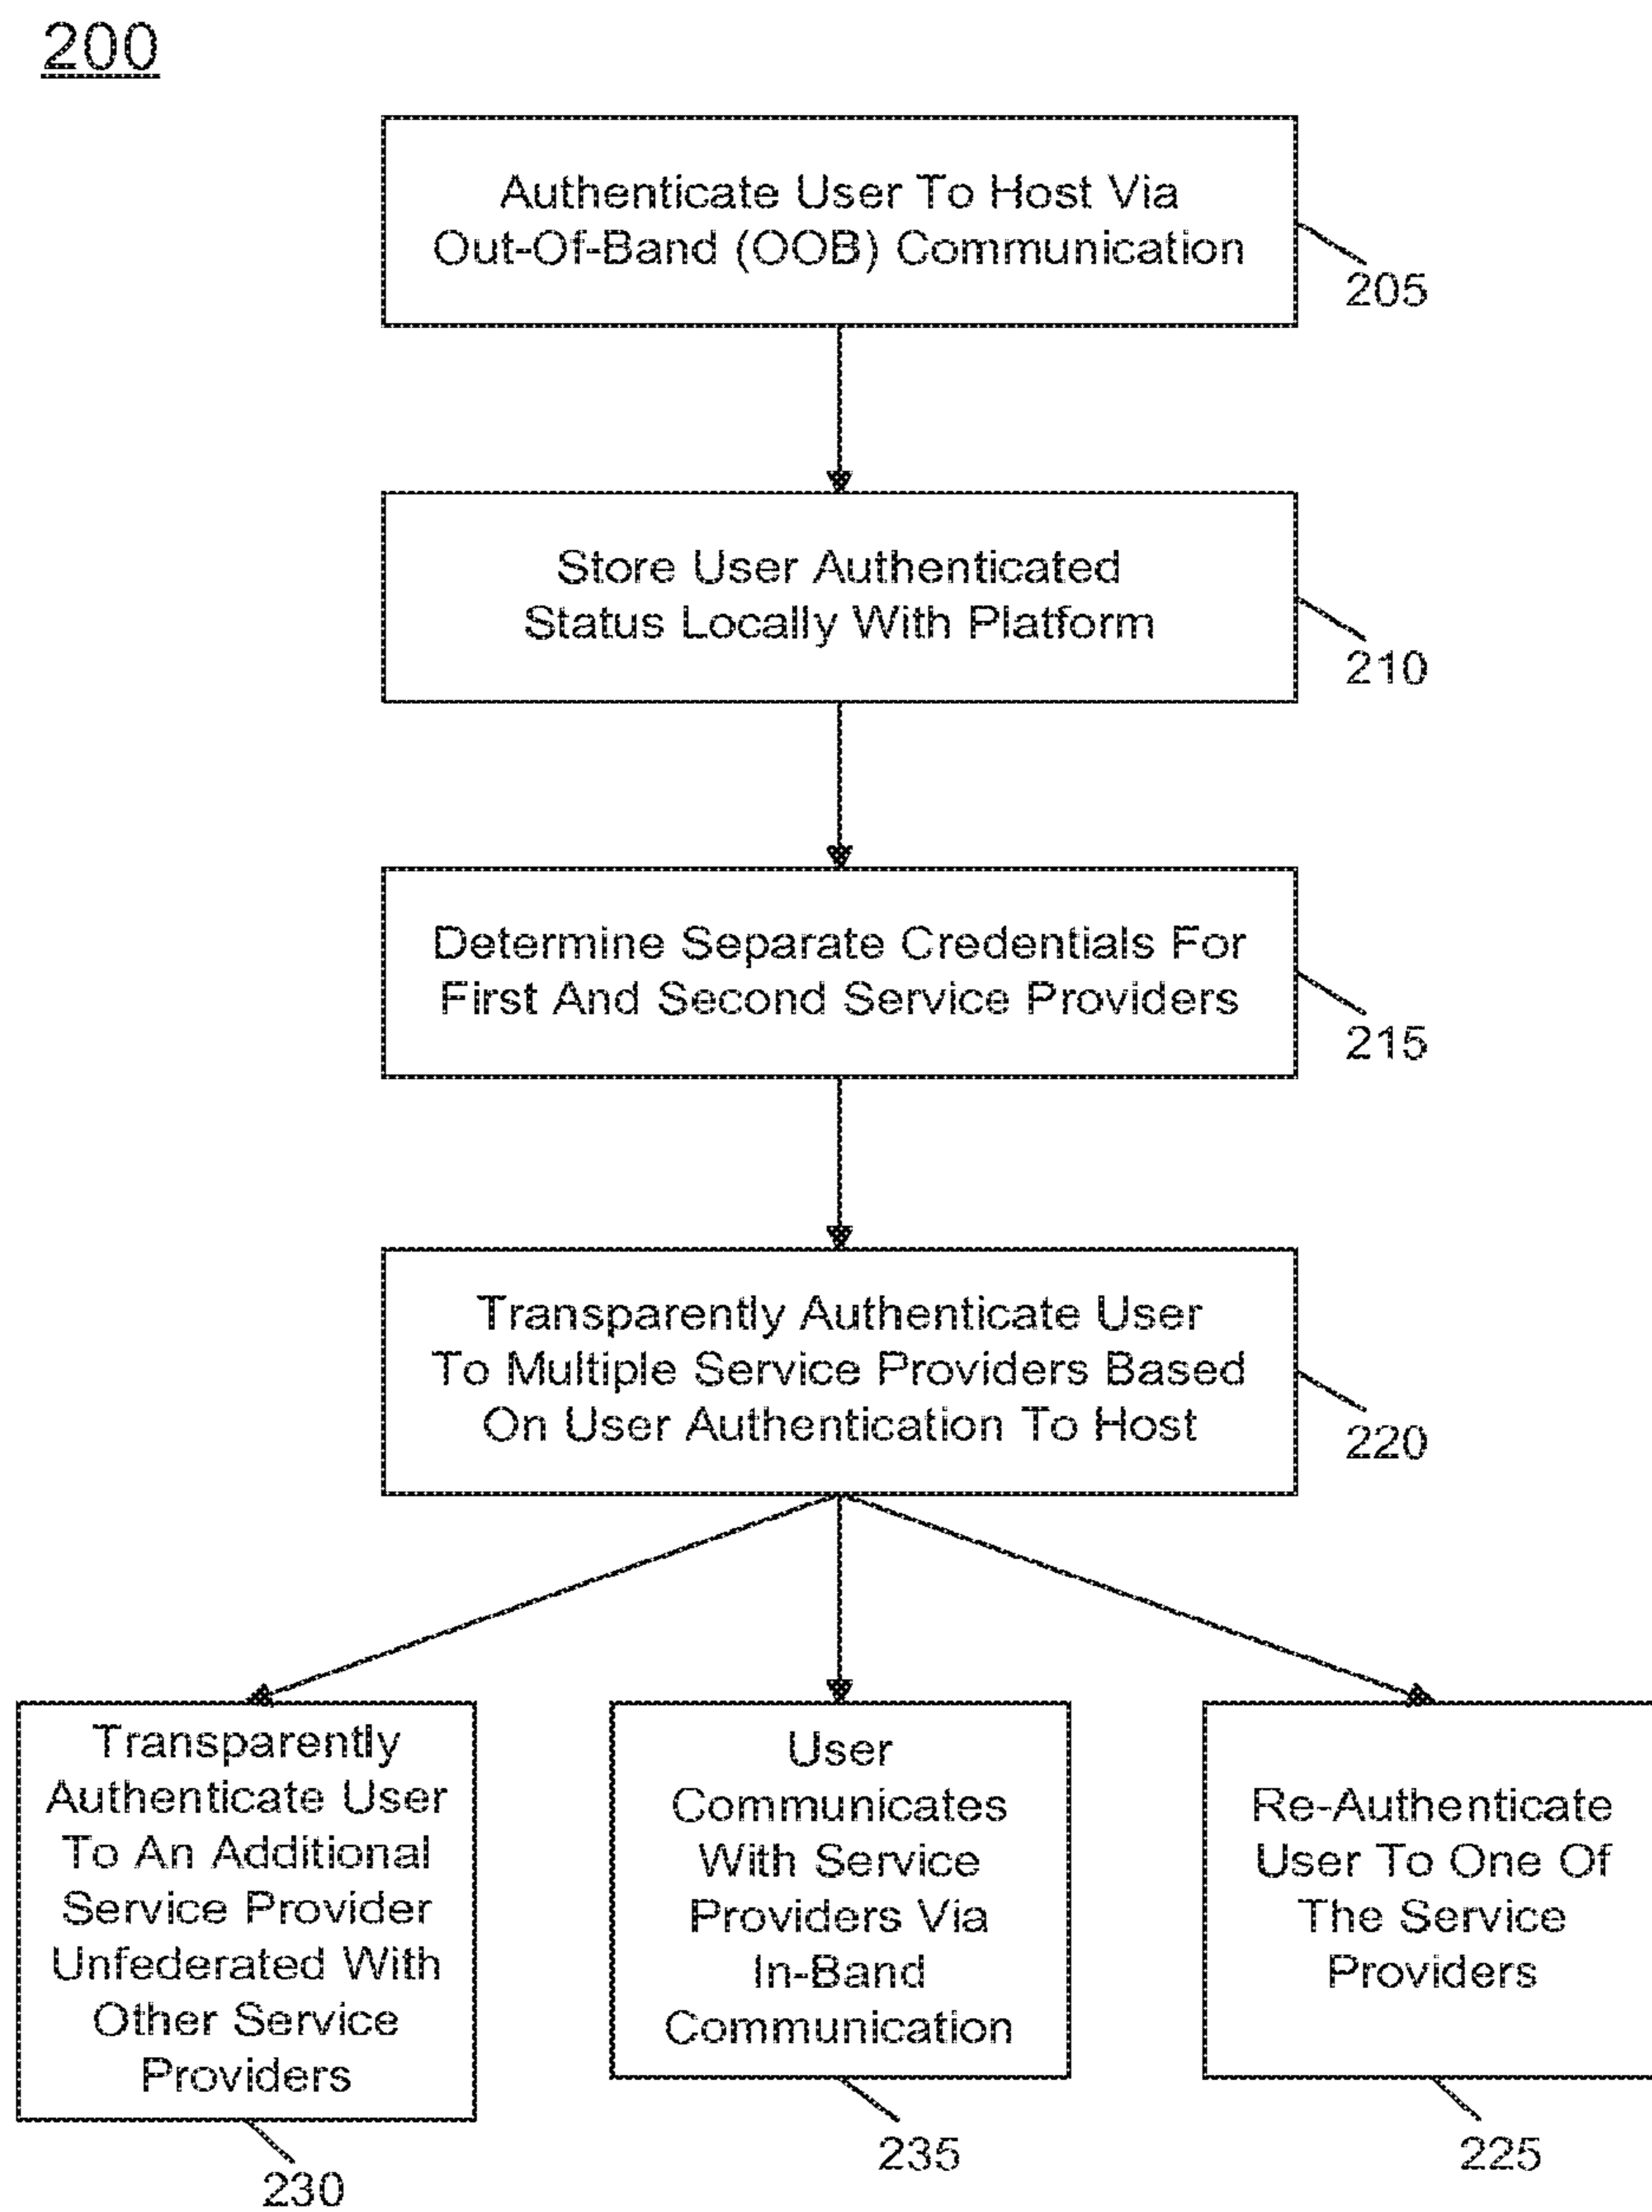 200
Authenticate User To Host Via
Out-Of-Band (OOB) Communication
205
Store User Authenticated
Status Locally With Platform
210
Determine Separate Credentials For
First And Second Service Providers
215
Transparently Authenticate User
To Multiple Service Providers Based
On User Authentication To Host
220
Transparently
Authenticate User
To An Additional
Service Provider
Unfederated With
Other Service
Providers
230
User
Communicates
With Service
Providers Via
In-Band
Communication
235
Re-Authenticate
User To One Of
The Service
Providers
225